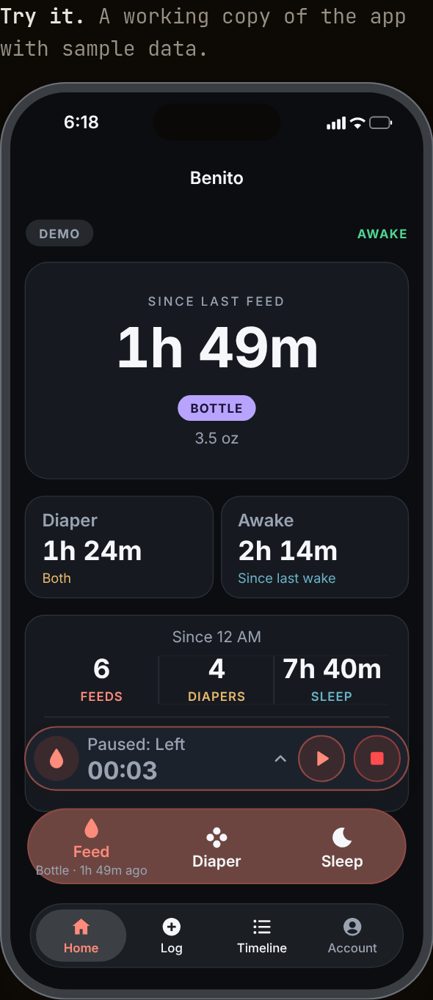 Try it. A working copy of the app
with sample data.
6:18
Benito
DEMO
AWAKE
SINCE LAST FEED
1h 49m
BOTTLE
3.5 oz
Diaper
1h 24m
Both
Awake
2h 14m
Since last wake
Since 12 AM
6
FEEDS
4
DIAPERS
7h 40m
SLEEP
Paused: Left
00:03
Feed
Bottle · 1h 49m ago
Diaper
Sleep
Home
Log
Timeline
Account